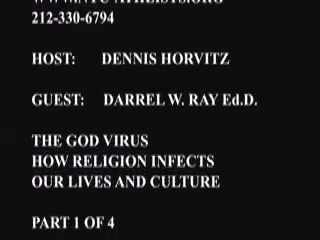 212-330-6794
HOST: DENNIS HORVITZ
GUEST: DARREL W. RAY Ed.D.
THE GOD VIRUS
HOW RELIGION INFECTS
OUR LIVES AND CULTURE
PART 1 OF 4